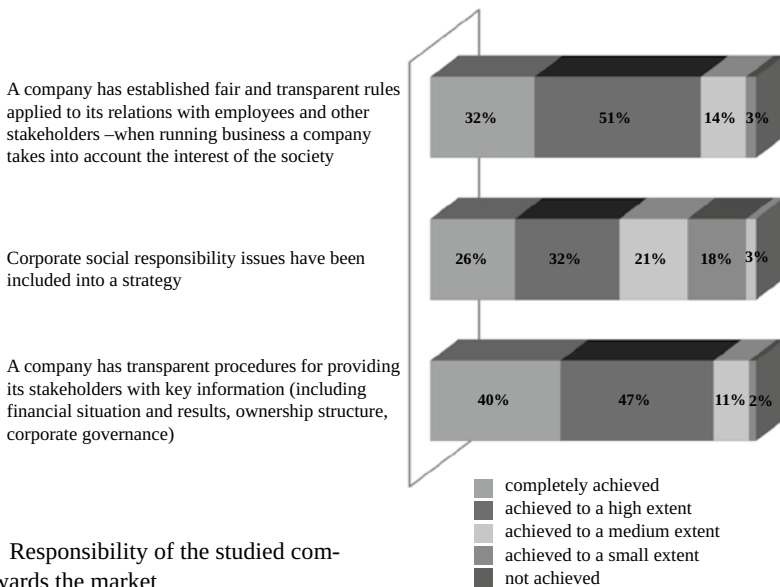 A company has established fair and transparent rules
applied to its relations with employees and other
stakeholders –when running business a company
takes into account the interest of the society
32% 51% 14% 3%
Corporate social responsibility issues have been
included into a strategy
26% 32% 21% 18% 3%
A company has transparent procedures for providing
its stakeholders with key information (including
financial situation and results, ownership structure,
corporate governance)
40% 47% 11% 2%
completely achieved
achieved to a high extent
achieved to a medium extent
achieved to a small extent
not achieved
Responsibility of the studied com-
wards the market